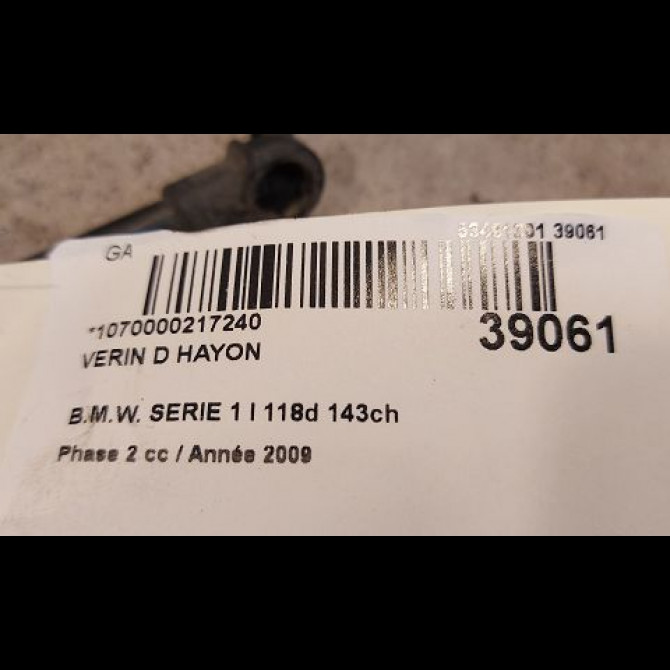 GA
39061
*1070000217240
39061
VERIN D HAYON
B.M.W. SERIE 1 I 118d 143ch
Phase 2 cc / Année 2009